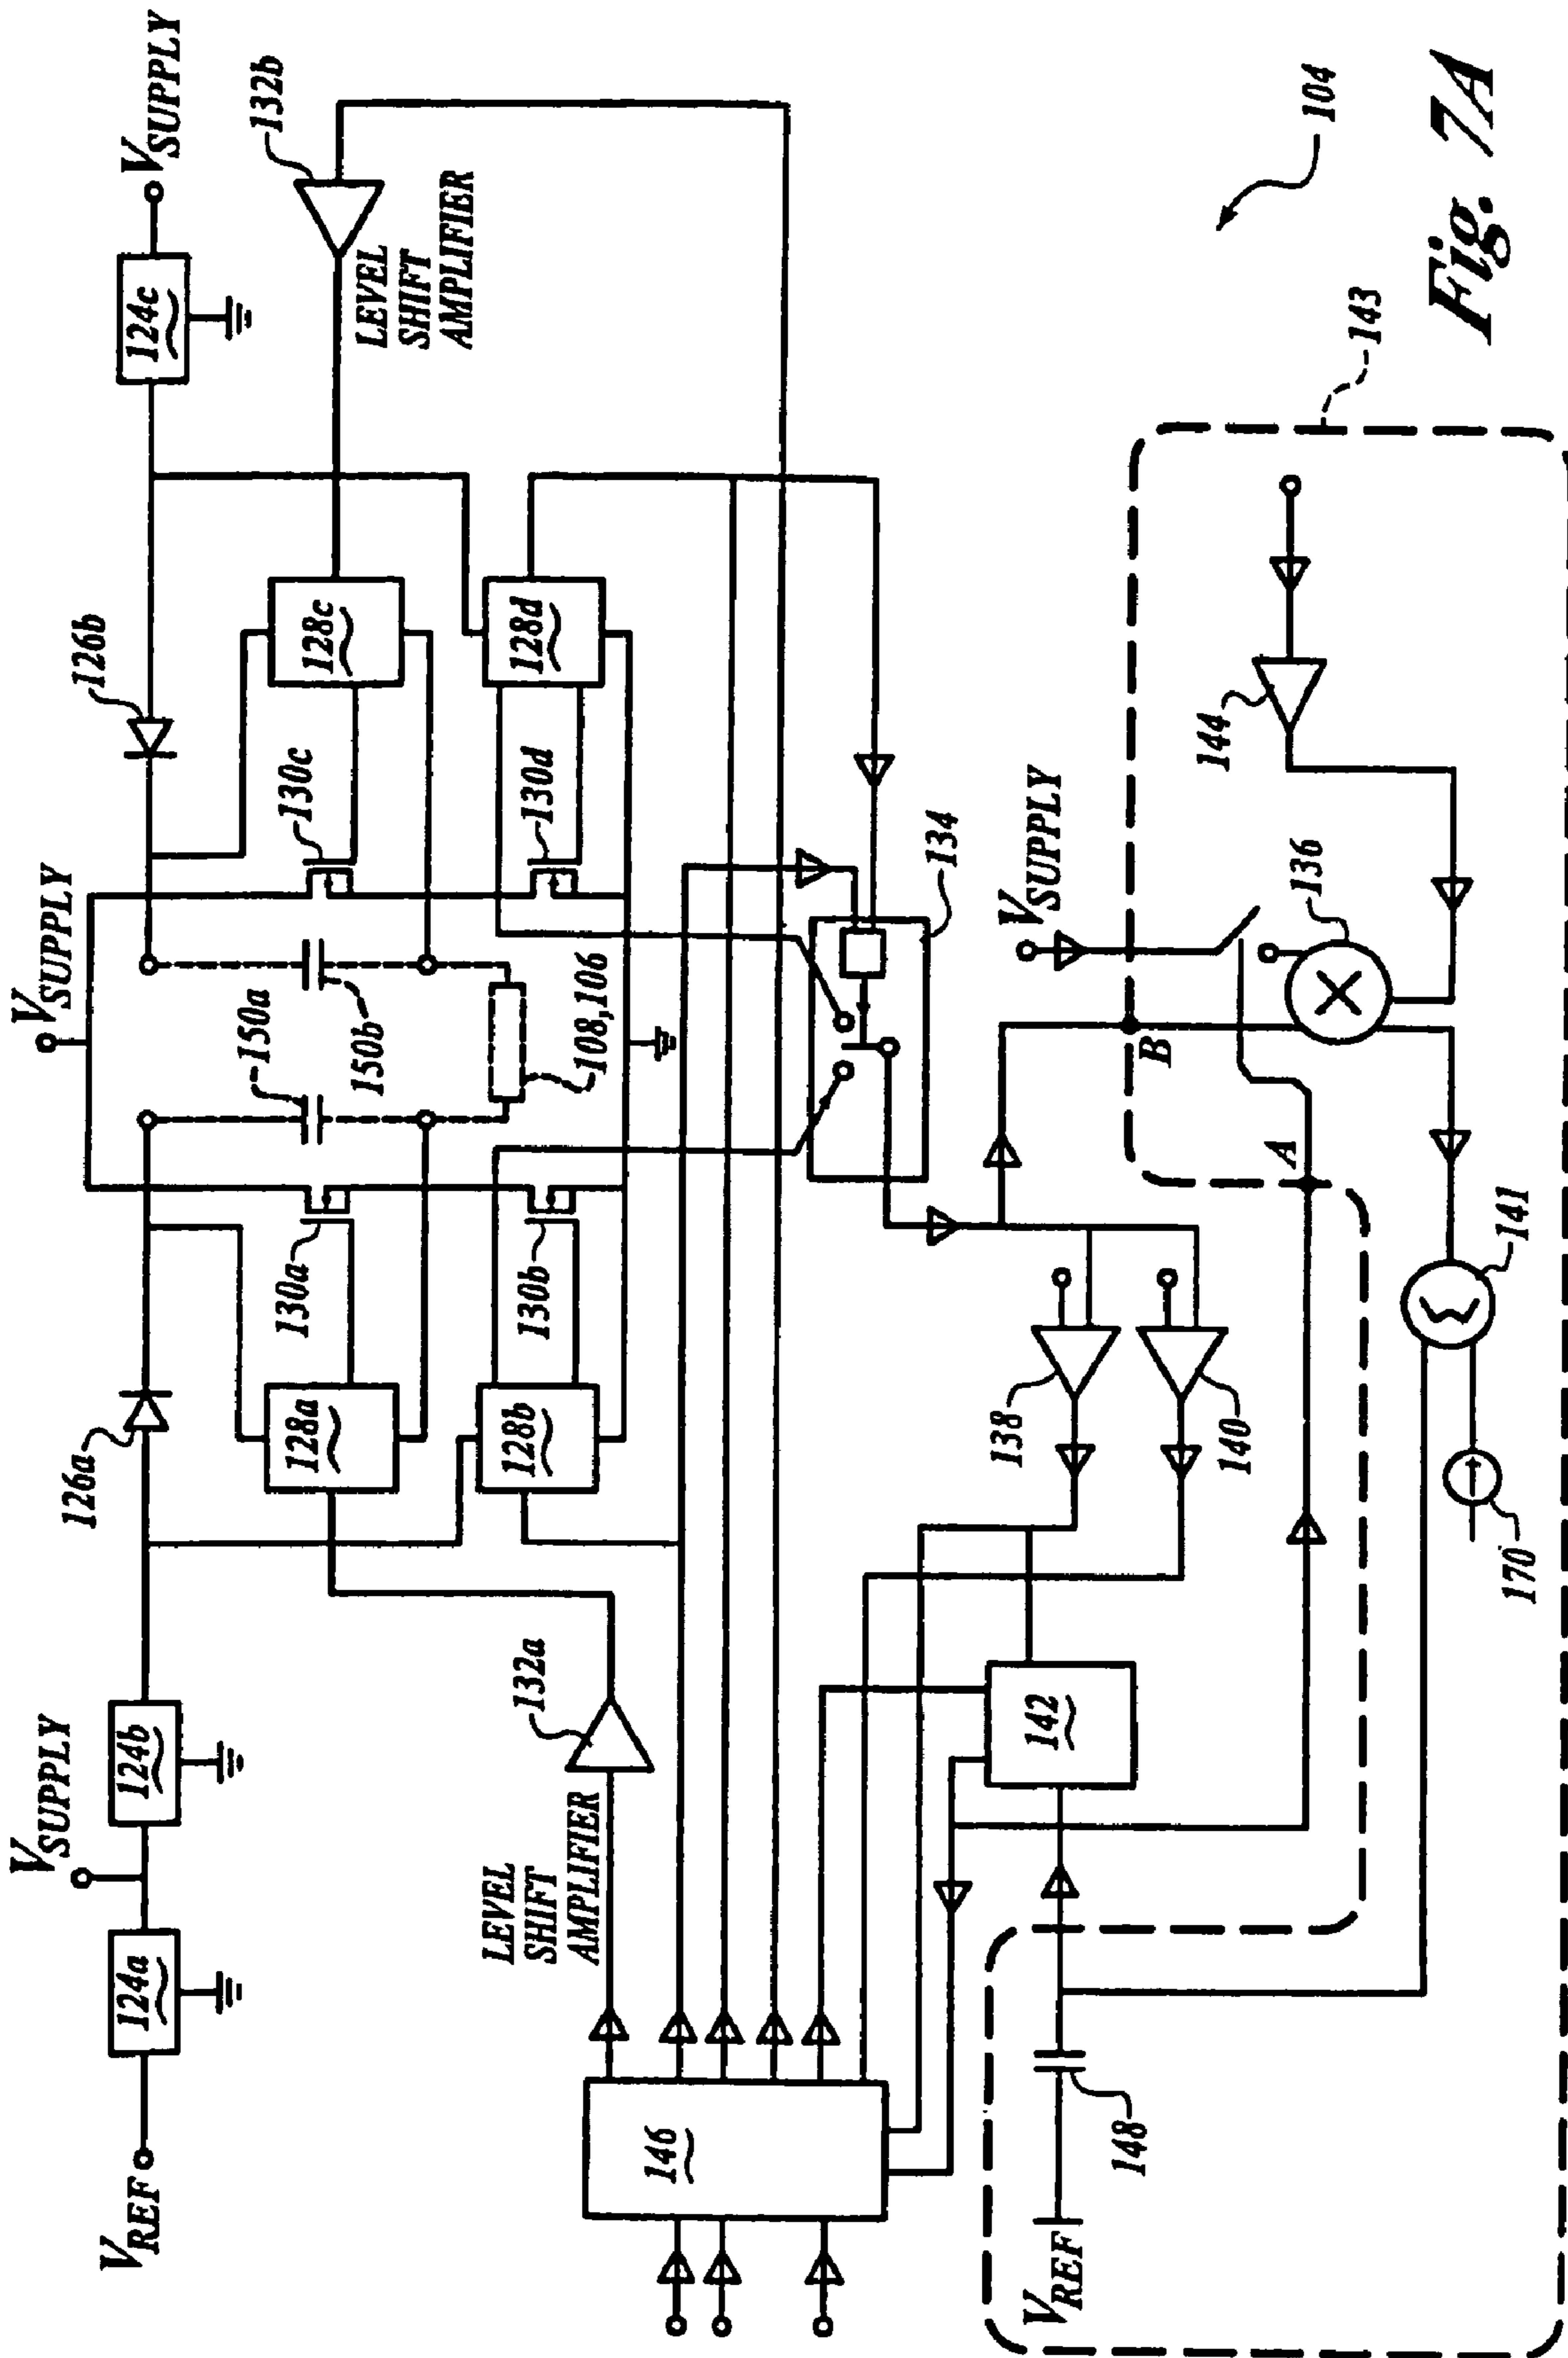 V_REF
124a
V_SUPPLY
124b
126a
V_SUPPLY
126b
124c
V_SUPPLY
128a
130a
150a
150b
130c
128c
LEVEL
SHIFT
AMPLIFIER
132b
LEVEL
SHIFT
AMPLIFIER
132a
128b
130b
108,106
130d
128d
146
134
138
140
142
V_SUPPLY
B
A
136
144
143
104
V_REF
148
141
Σ
170
Fig. 7A